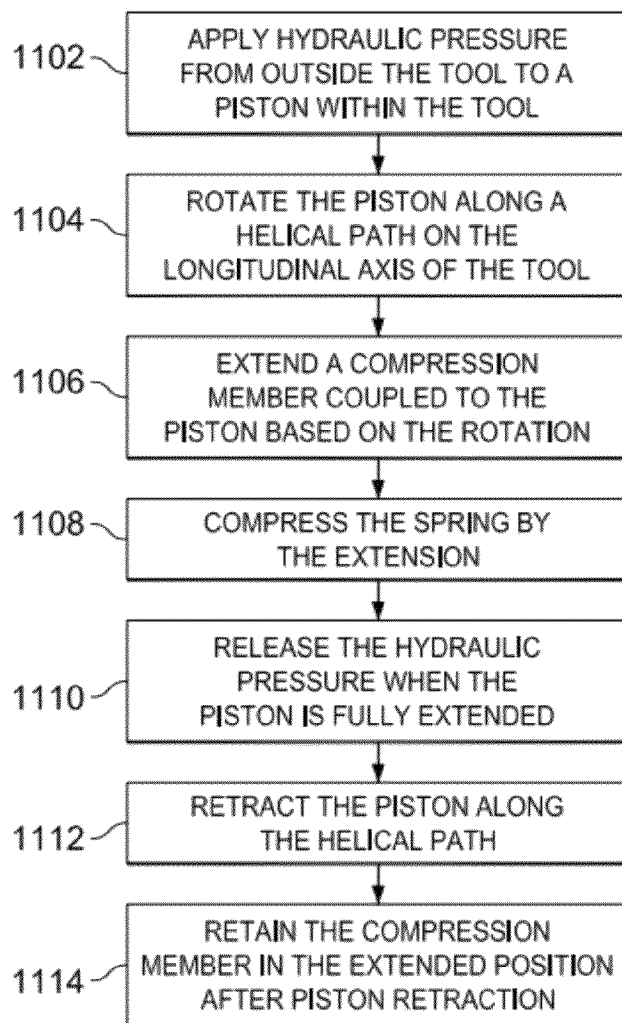 1102
APPLY HYDRAULIC PRESSURE
FROM OUTSIDE THE TOOL TO A
PISTON WITHIN THE TOOL
1104
ROTATE THE PISTON ALONG A
HELICAL PATH ON THE
LONGITUDINAL AXIS OF THE TOOL
1106
EXTEND A COMPRESSION
MEMBER COUPLED TO THE
PISTON BASED ON THE ROTATION
1108
COMPRESS THE SPRING BY
THE EXTENSION
1110
RELEASE THE HYDRAULIC
PRESSURE WHEN THE
PISTON IS FULLY EXTENDED
1112
RETRACT THE PISTON ALONG
THE HELICAL PATH
1114
RETAIN THE COMPRESSION
MEMBER IN THE EXTENDED POSITION
AFTER PISTON RETRACTION